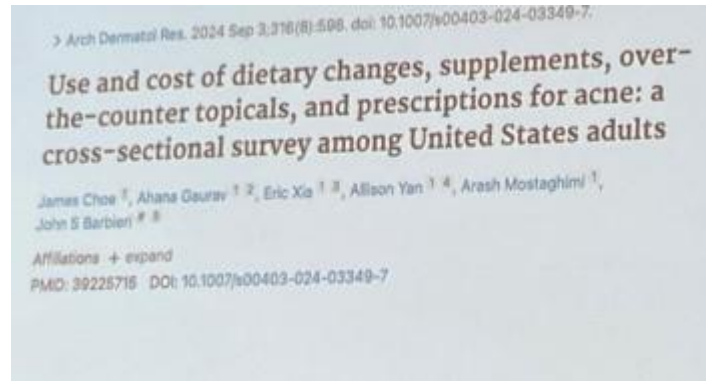 > Arch Dermatol Res. 2024 Sep 3;316(8):598. doi: 10.1007/s00403-024-03349-7.
Use and cost of dietary changes, supplements, over-
the-counter topicals, and prescriptions for acne: a
cross-sectional survey among United States adults
James Choe 1, Ahana Gaurav 1 2, Eric Xia 1 3, Allison Yan 1 4, Arash Mostaghimi 1,
John S Barbieri # 5
Affiliations + expand
PMID: 39225715 DOI: 10.1007/s00403-024-03349-7